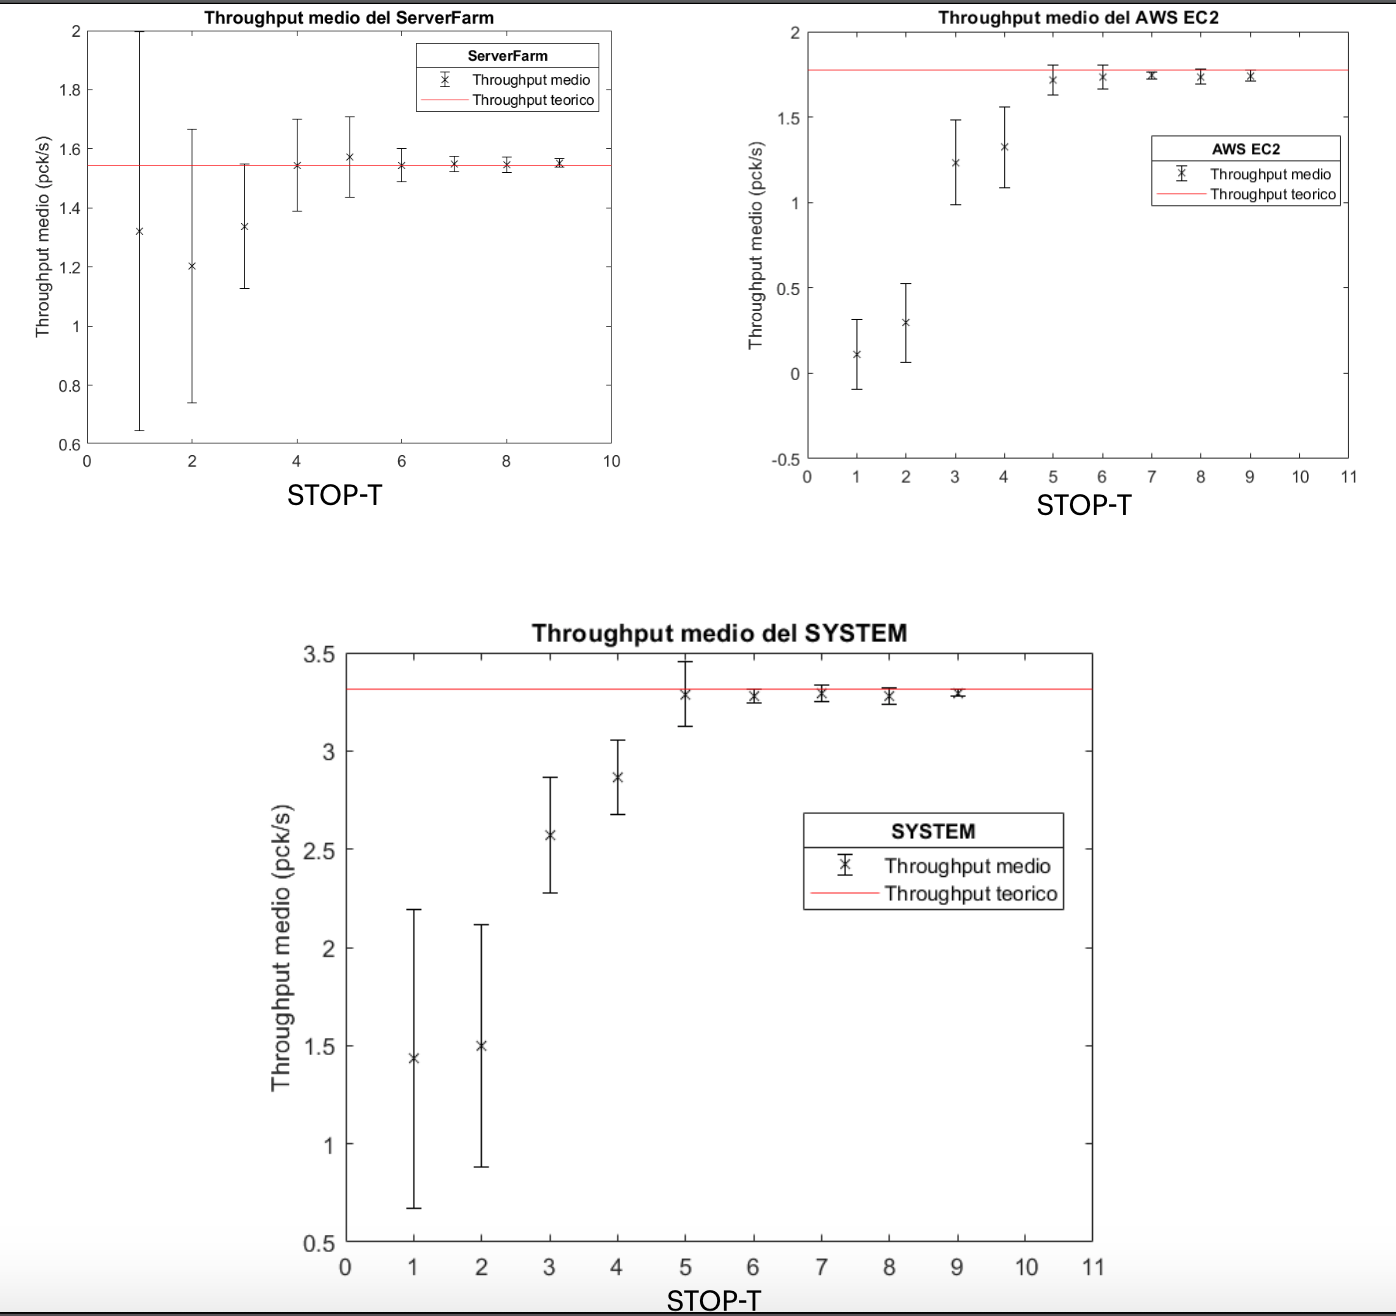 Throughput medio del ServerFarm
Throughput medio (pck/s)
2
1.8
1.6
1.4
1.2
1
0.8
0.6
0 2 4 6 8 10
STOP-T
ServerFarm
Throughput medio
Throughput teorico
Throughput medio del AWS EC2
Throughput medio (pck/s)
2
1.5
1
0.5
0
-0.5
0 1 2 3 4 5 6 7 8 9 10 11
STOP-T
AWS EC2
Throughput medio
Throughput teorico
Throughput medio del SYSTEM
Throughput medio (pck/s)
3.5
3
2.5
2
1.5
1
0.5
0 1 2 3 4 5 6 7 8 9 10 11
STOP-T
SYSTEM
Throughput medio
Throughput teorico